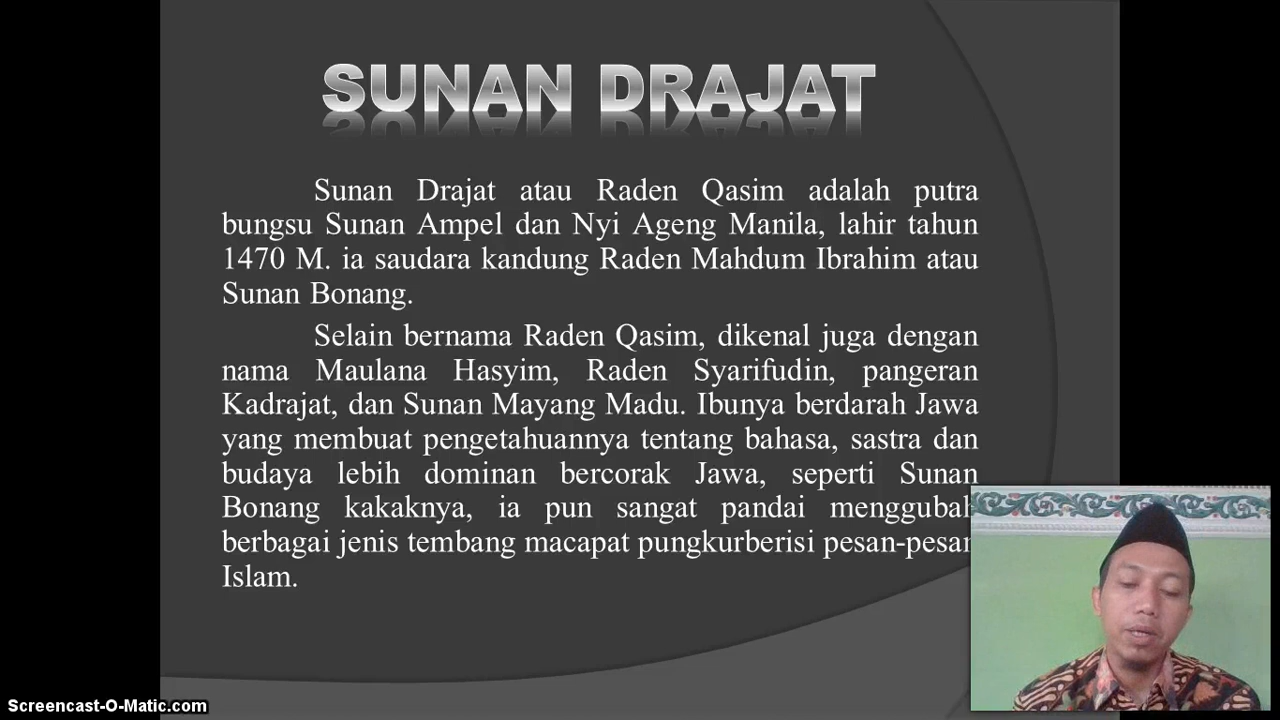 SUNAN DRAJAT
Sunan Drajat atau Raden Qasim adalah putra
bungsu Sunan Ampel dan Nyi Ageng Manila, lahir tahun
1470 M. ia saudara kandung Raden Mahdum Ibrahim atau
Sunan Bonang.
Selain bernama Raden Qasim, dikenal juga dengan
nama Maulana Hasyim, Raden Syarifudin, pangeran
Kadrajat, dan Sunan Mayang Madu. Ibunya berdarah Jawa
yang membuat pengetahuannya tentang bahasa, sastra dan
budaya lebih dominan bercorak Jawa, seperti Sunan
Bonang kakaknya, ia pun sangat pandai menggubah
berbagai jenis tembang macapat pungkurberisi pesan-pesan
Islam.
Screencast-O-Matic.com